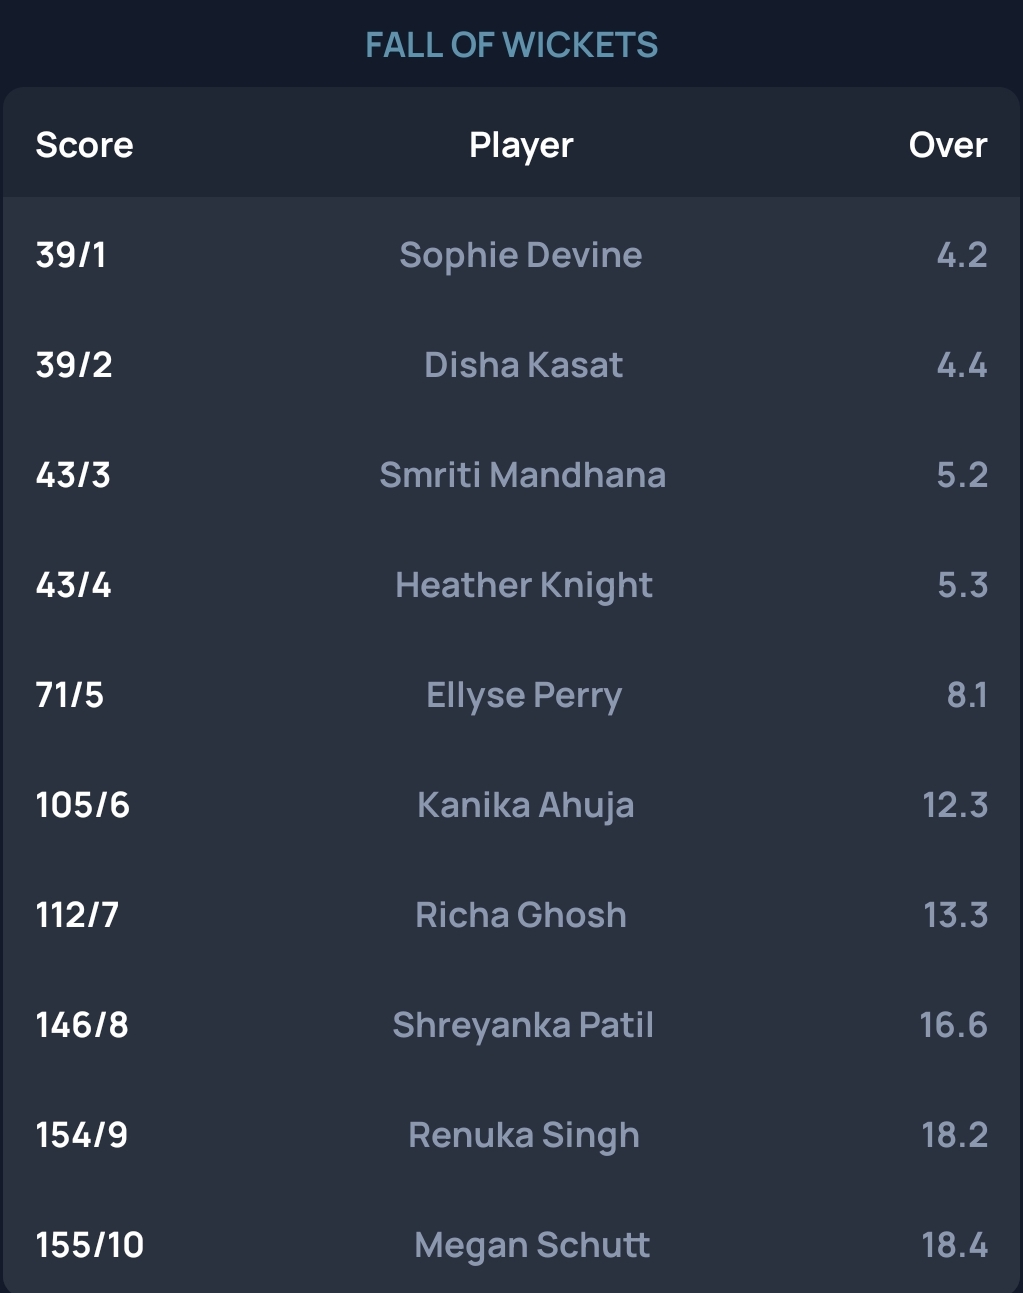 FALL OF WICKETS
Score Player Over
39/1 Sophie Devine 4.2
39/2 Disha Kasat 4.4
43/3 Smriti Mandhana 5.2
43/4 Heather Knight 5.3
71/5 Ellyse Perry 8.1
105/6 Kanika Ahuja 12.3
112/7 Richa Ghosh 13.3
146/8 Shreyanka Patil 16.6
154/9 Renuka Singh 18.2
155/10 Megan Schutt 18.4